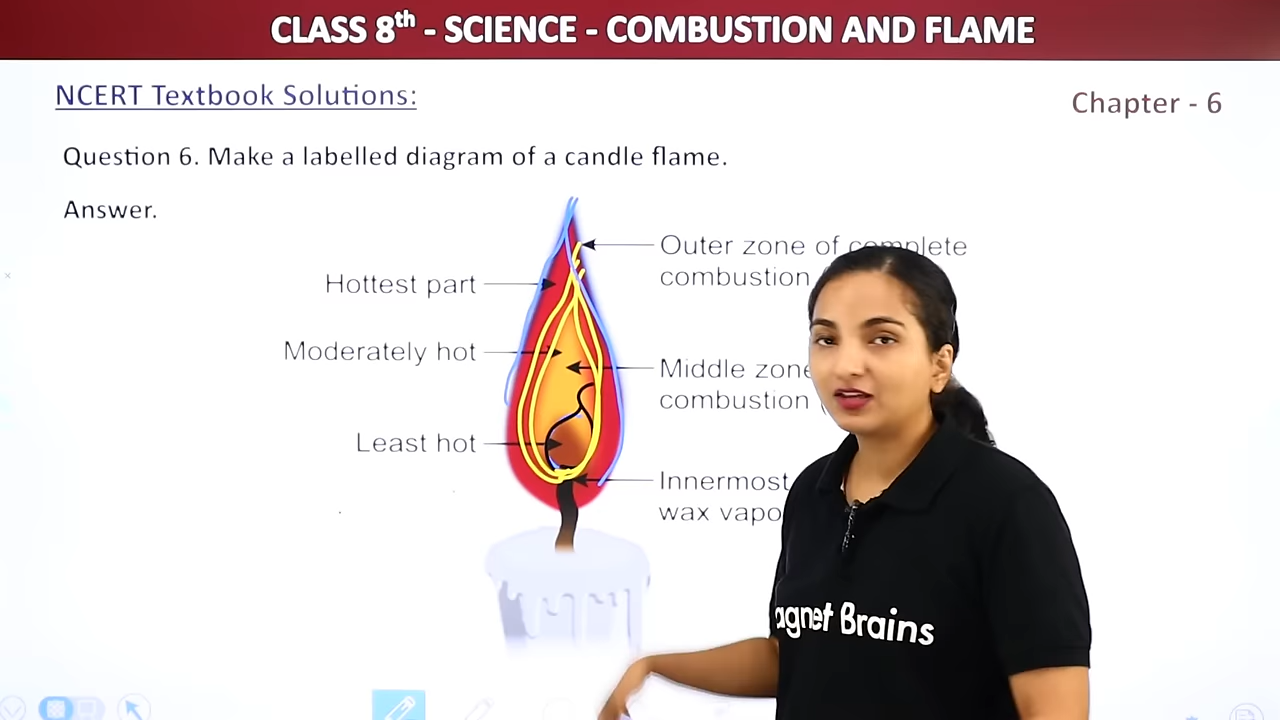 CLASS 8th - SCIENCE - COMBUSTION AND FLAME
NCERT Textbook Solutions:
Chapter - 6
Question 6. Make a labelled diagram of a candle flame.
Answer.
Outer zone of complete
combustion
Hottest part
Moderately hot
Middle zone
combustion
Least hot
Innermost
wax
agnet Brains